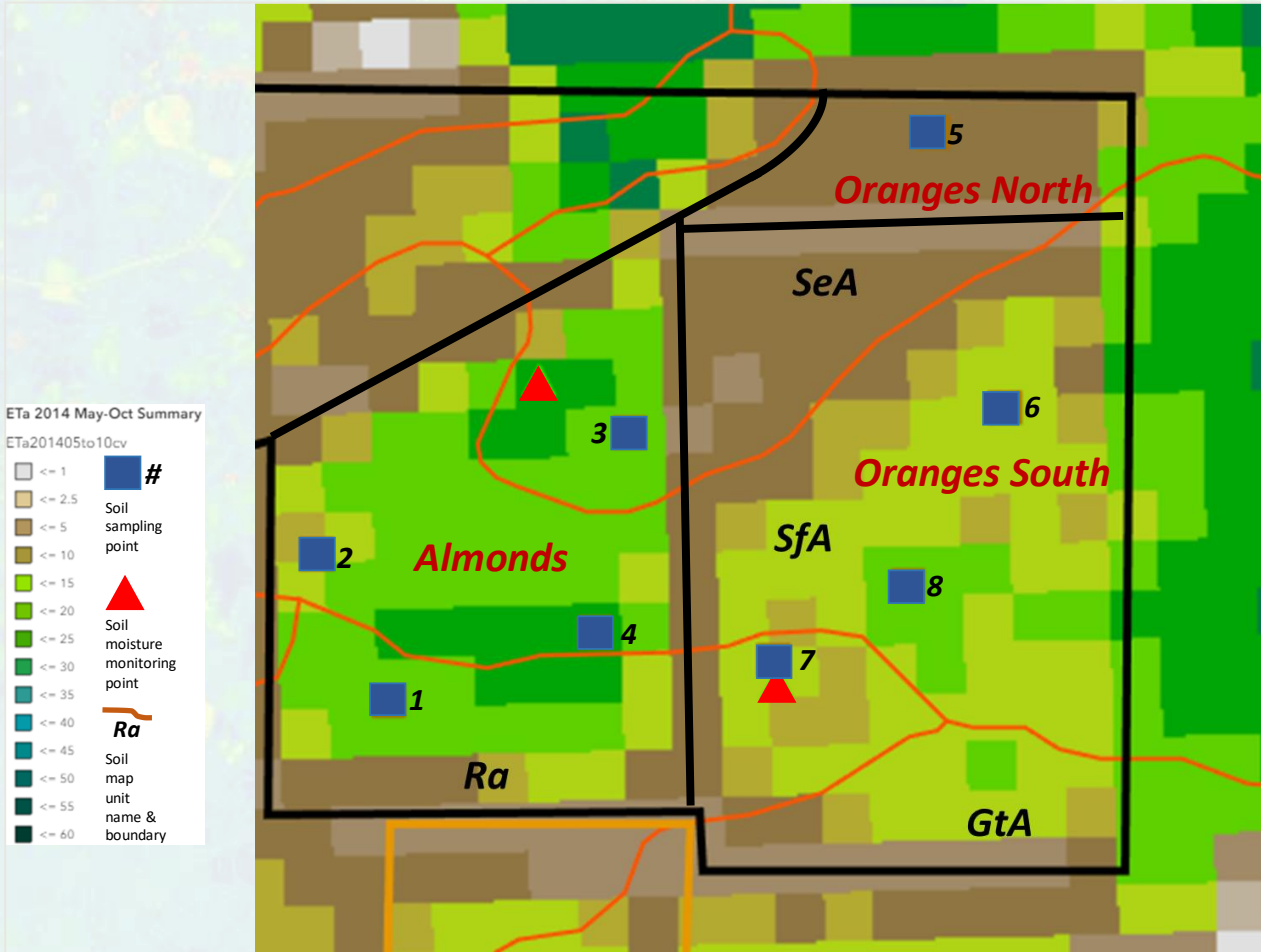 ETa 2014 May-Oct Summary
ETa201405to10cv
<= 1
<= 2.5
<= 5
<= 10
<= 15
<= 20
<= 25
<= 30
<= 35
<= 40
<= 45
<= 50
<= 55
<= 60
#
Soil
sampling
point
Soil
moisture
monitoring
point
Ra
Soil
map
unit
name &
boundary
5
Oranges North
SeA
6
3
Oranges South
SfA
2
Almonds
8
4
7
1
Ra
GtA